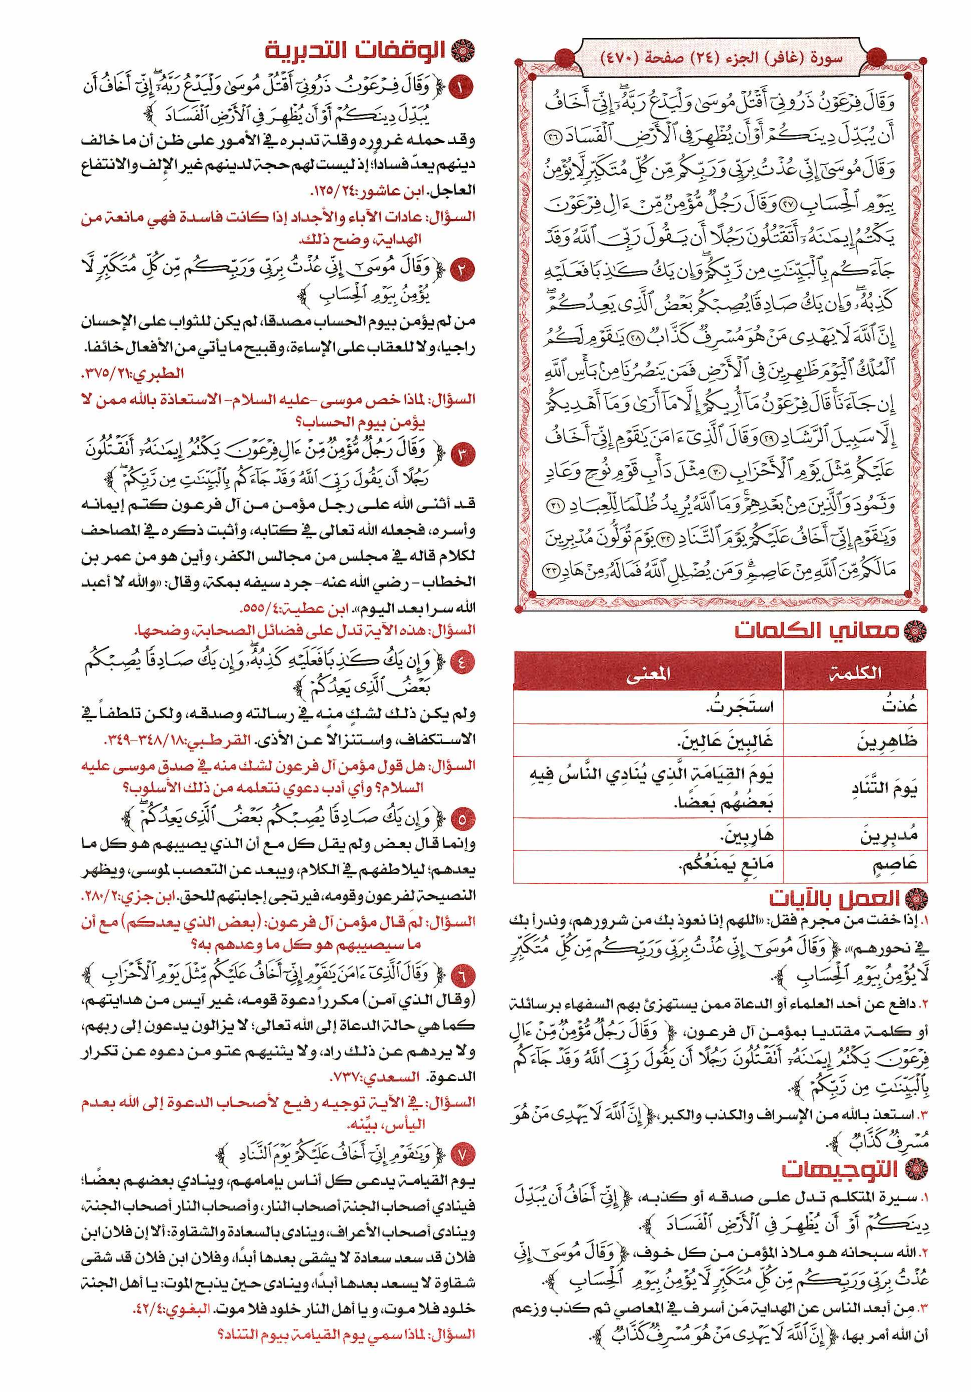 سورة (غافر) الجزء (٢٤) صفحة (٤٧٠)
وَقَالَ فِرْعَوْنُ ذَرُونِىٓ أَقْتُلْ مُوسَىٰ وَلْيَدْعُ رَبَّهُۥٓ ۖ إِنِّىٓ أَخَافُ
أَن يُبَدِّلَ دِينَكُمْ أَوْ أَن يُظْهِرَ فِى ٱلْأَرْضِ ٱلْفَسَادَ ﴿٢٦﴾
وَقَالَ مُوسَىٰٓ إِنِّى عُذْتُ بِرَبِّى وَرَبِّكُم مِّن كُلِّ مُتَكَبِّرٍ لَّا يُؤْمِنُ
بِيَوْمِ ٱلْحِسَابِ ﴿٢٧﴾ وَقَالَ رَجُلٌ مُّؤْمِنٌ مِّنْ ءَالِ فِرْعَوْنَ
يَكْتُمُ إِيمَٰنَهُۥٓ أَتَقْتُلُونَ رَجُلًا أَن يَقُولَ رَبِّىَ ٱللَّهُ وَقَدْ
جَآءَكُم بِٱلْبَيِّنَٰتِ مِن رَّبِّكُمْ ۖ وَإِن يَكُ كَٰذِبًا فَعَلَيْهِ
كَذِبُهُۥ ۖ وَإِن يَكُ صَادِقًا يُصِبْكُم بَعْضُ ٱلَّذِى يَعِدُكُمْ ۖ
إِنَّ ٱللَّهَ لَا يَهْدِى مَنْ هُوَ مُسْرِفٌ كَذَّابٌ ﴿٢٨﴾ يَٰقَوْمِ لَكُمُ
ٱلْمُلْكُ ٱلْيَوْمَ ظَٰهِرِينَ فِى ٱلْأَرْضِ فَمَن يَنصُرُنَا مِنۢ بَأْسِ ٱللَّهِ
إِن جَآءَنَا ۚ قَالَ فِرْعَوْنُ مَآ أُرِيكُمْ إِلَّا مَآ أَرَىٰ وَمَآ أَهْدِيكُمْ
إِلَّا سَبِيلَ ٱلرَّشَادِ ﴿٢٩﴾ وَقَالَ ٱلَّذِىٓ ءَامَنَ يَٰقَوْمِ إِنِّىٓ أَخَافُ
عَلَيْكُم مِّثْلَ يَوْمِ ٱلْأَحْزَابِ ﴿٣٠﴾ مِثْلَ دَأْبِ قَوْمِ نُوحٍ وَعَادٍ
وَثَمُودَ وَٱلَّذِينَ مِنۢ بَعْدِهِمْ ۚ وَمَا ٱللَّهُ يُرِيدُ ظُلْمًا لِّلْعِبَادِ ﴿٣١﴾
وَيَٰقَوْمِ إِنِّىٓ أَخَافُ عَلَيْكُمْ يَوْمَ ٱلتَّنَادِ ﴿٣٢﴾ يَوْمَ تُوَلُّونَ مُدْبِرِينَ
مَا لَكُم مِّنَ ٱللَّهِ مِنْ عَاصِمٍ ۗ وَمَن يُضْلِلِ ٱللَّهُ فَمَا لَهُۥ مِنْ هَادٍ ﴿٣٣﴾
معاني الكلمات
الكلمة المعنى
عُذتُ استَجَرتُ.
ظَاهِرِينَ غَالِبِينَ عَالِينَ.
يَومَ التَّنَادِ يَومَ القِيَامَةِ الَّذِي يُنَادِي النَّاسُ فِيهِ
بَعضُهُم بَعضًا.
مُدبِرِينَ هَارِبِينَ.
عَاصِمٍ مَانِعٍ يَمنَعُكُم.
العمل بالآيات
١. إذا خفت من مجرم فقل: «اللهم إنا نعوذ بك من شرورهم، وندرأ بك
في نحورهم»، ﴿ وَقَالَ مُوسَىٰٓ إِنِّى عُذْتُ بِرَبِّى وَرَبِّكُم مِّن كُلِّ مُتَكَبِّرٍ
لَّا يُؤْمِنُ بِيَوْمِ ٱلْحِسَابِ ﴾.
٢. دافع عن أحد العلماء أو الدعاة ممن يستهزئ بهم السفهاء برسالة
أو كلمة مقتديا بمؤمن آل فرعون، ﴿ وَقَالَ رَجُلٌ مُّؤْمِنٌ مِّنْ ءَالِ
فِرْعَوْنَ يَكْتُمُ إِيمَٰنَهُۥٓ أَتَقْتُلُونَ رَجُلًا أَن يَقُولَ رَبِّىَ ٱللَّهُ وَقَدْ جَآءَكُم
بِٱلْبَيِّنَٰتِ مِن رَّبِّكُمْ ﴾.
٣. استعذ بالله من الإسراف والكذب والكبر، ﴿ إِنَّ ٱللَّهَ لَا يَهْدِى مَنْ هُوَ
مُسْرِفٌ كَذَّابٌ ﴾.
التوجيهات
١. سيرة المتكلم تدل على صدقه أو كذبه، ﴿ إِنِّىٓ أَخَافُ أَن يُبَدِّلَ
دِينَكُمْ أَوْ أَن يُظْهِرَ فِى ٱلْأَرْضِ ٱلْفَسَادَ ﴾.
٢. الله سبحانه هو ملاذ المؤمن من كل خوف، ﴿ وَقَالَ مُوسَىٰٓ إِنِّى
عُذْتُ بِرَبِّى وَرَبِّكُم مِّن كُلِّ مُتَكَبِّرٍ لَّا يُؤْمِنُ بِيَوْمِ ٱلْحِسَابِ ﴾.
٣. مِن أبعد الناس عن الهداية مَن أسرف في المعاصي ثم كذب وزعم
أن الله أمر بها، ﴿ إِنَّ ٱللَّهَ لَا يَهْدِى مَنْ هُوَ مُسْرِفٌ كَذَّابٌ ﴾.
الوقفات التدبرية
١ ﴿ وَقَالَ فِرْعَوْنُ ذَرُونِىٓ أَقْتُلْ مُوسَىٰ وَلْيَدْعُ رَبَّهُۥٓ ۖ إِنِّىٓ أَخَافُ أَن
يُبَدِّلَ دِينَكُمْ أَوْ أَن يُظْهِرَ فِى ٱلْأَرْضِ ٱلْفَسَادَ ﴾
وقد حمله غروره وقلة تدبره في الأمور على ظن أن ما خالف
دينهم يعدّ فسادا؛ إذ ليست لهم حجة لدينهم غير الإلف والانتفاع
العاجل. ابن عاشور:١٢٥/٢٤.
السؤال: عادات الآباء والأجداد إذا كانت فاسدة فهي مانعة من
الهداية، وضح ذلك.
٢ ﴿ وَقَالَ مُوسَىٰٓ إِنِّى عُذْتُ بِرَبِّى وَرَبِّكُم مِّن كُلِّ مُتَكَبِّرٍ لَّا
يُؤْمِنُ بِيَوْمِ ٱلْحِسَابِ ﴾
من لم يؤمن بيوم الحساب مصدقا، لم يكن للثواب على الإحسان
راجيا، ولا للعقاب على الإساءة، وقبيح ما يأتي من الأفعال خائفا.
الطبري:٣٧٥/٢١.
السؤال: لماذا خص موسى -عليه السلام- الاستعاذة بالله ممن لا
يؤمن بيوم الحساب؟
٣ ﴿ وَقَالَ رَجُلٌ مُّؤْمِنٌ مِّنْ ءَالِ فِرْعَوْنَ يَكْتُمُ إِيمَٰنَهُۥٓ أَتَقْتُلُونَ
رَجُلًا أَن يَقُولَ رَبِّىَ ٱللَّهُ وَقَدْ جَآءَكُم بِٱلْبَيِّنَٰتِ مِن رَّبِّكُمْ ۖ ﴾
قد أثنى الله على رجل مؤمن من آل فرعون كتم إيمانه
وأسره، فجعله الله تعالى في كتابه، وأثبت ذكره في المصاحف
لكلام قاله في مجلس من مجالس الكفر، وأين هو من عمر بن
الخطاب -رضي الله عنه- جرد سيفه بمكة، وقال: «والله لا أعبد
الله سرا بعد اليوم». ابن عطية:٥٥٥/٤.
السؤال: هذه الآية تدل على فضائل الصحابة، وضحها.
٤ ﴿ وَإِن يَكُ كَٰذِبًا فَعَلَيْهِ كَذِبُهُۥ ۖ وَإِن يَكُ صَادِقًا يُصِبْكُم
بَعْضُ ٱلَّذِى يَعِدُكُمْ ﴾
ولم يكن ذلك لشكٍ منه في رسالته وصدقه، ولكن تلطفاً في
الاستكفاف، واستنزالاً عن الأذى. القرطبي:٣٤٨/١٨-٣٤٩.
السؤال: هل قول مؤمن آل فرعون لشك منه في صدق موسى عليه
السلام؟ وأي أدب دعوي نتعلمه من ذلك الأسلوب؟
٥ ﴿ وَإِن يَكُ صَادِقًا يُصِبْكُم بَعْضُ ٱلَّذِى يَعِدُكُمْ ۖ ﴾
وإنما قال بعض ولم يقل كل مع أن الذي يصيبهم هو كل ما
يعدهم؛ ليلاطفهم في الكلام، ويبعد عن التعصب لموسى، ويظهر
النصيحة لفرعون وقومه، فيرتجى إجابتهم للحق. ابن جزي:٢٨٠/٢.
السؤال: لمَ قال مؤمن آل فرعون: (بعض الذي يعدكم) مع أن
ما سيصيبهم هو كل ما وعدهم به؟
٦ ﴿ وَقَالَ ٱلَّذِىٓ ءَامَنَ يَٰقَوْمِ إِنِّىٓ أَخَافُ عَلَيْكُم مِّثْلَ يَوْمِ ٱلْأَحْزَابِ ﴾
(وقال الذي آمن) مكرراً دعوة قومه، غير آيس من هدايتهم،
كما هي حالة الدعاة إلى الله تعالى؛ لا يزالون يدعون إلى ربهم،
ولا يردهم عن ذلك راد، ولا يثنيهم عتو من دعوه عن تكرار
الدعوة. السعدي:٧٣٧.
السؤال: في الآية توجيه رفيع لأصحاب الدعوة إلى الله بعدم
اليأس، بيِّنه.
٧ ﴿ وَيَٰقَوْمِ إِنِّىٓ أَخَافُ عَلَيْكُمْ يَوْمَ ٱلتَّنَادِ ﴾
يوم القيامة يدعى كل أناس بإمامهم، وينادي بعضهم بعضًا؛
فينادي أصحاب الجنة أصحاب النار، وأصحاب النار أصحاب الجنة،
وينادى أصحاب الأعراف، وينادى بالسعادة والشقاوة: ألا إن فلان ابن
فلان قد سعد سعادة لا يشقى بعدها أبدًا، وفلان ابن فلان قد شقى
شقاوة لا يسعد بعدها أبدًا، وينادى حين يذبح الموت: يا أهل الجنة
خلود فلا موت، و يا أهل النار خلود فلا موت. البغوي:٤٢/٤.
السؤال: لماذا سمي يوم القيامة بيوم التناد؟